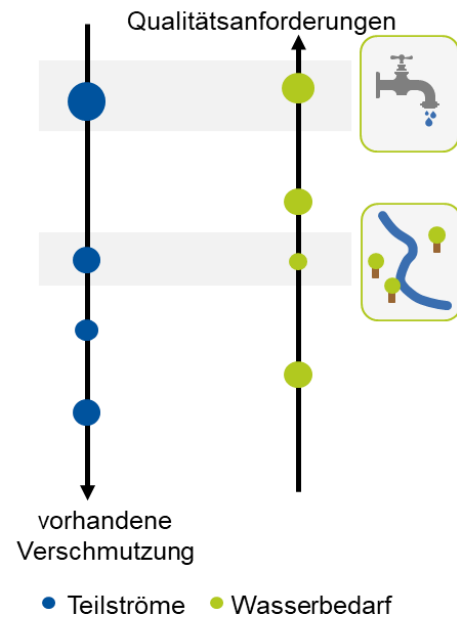 Qualitätsanforderungen
vorhandene
Verschmutzung
Teilströme
Wasserbedarf